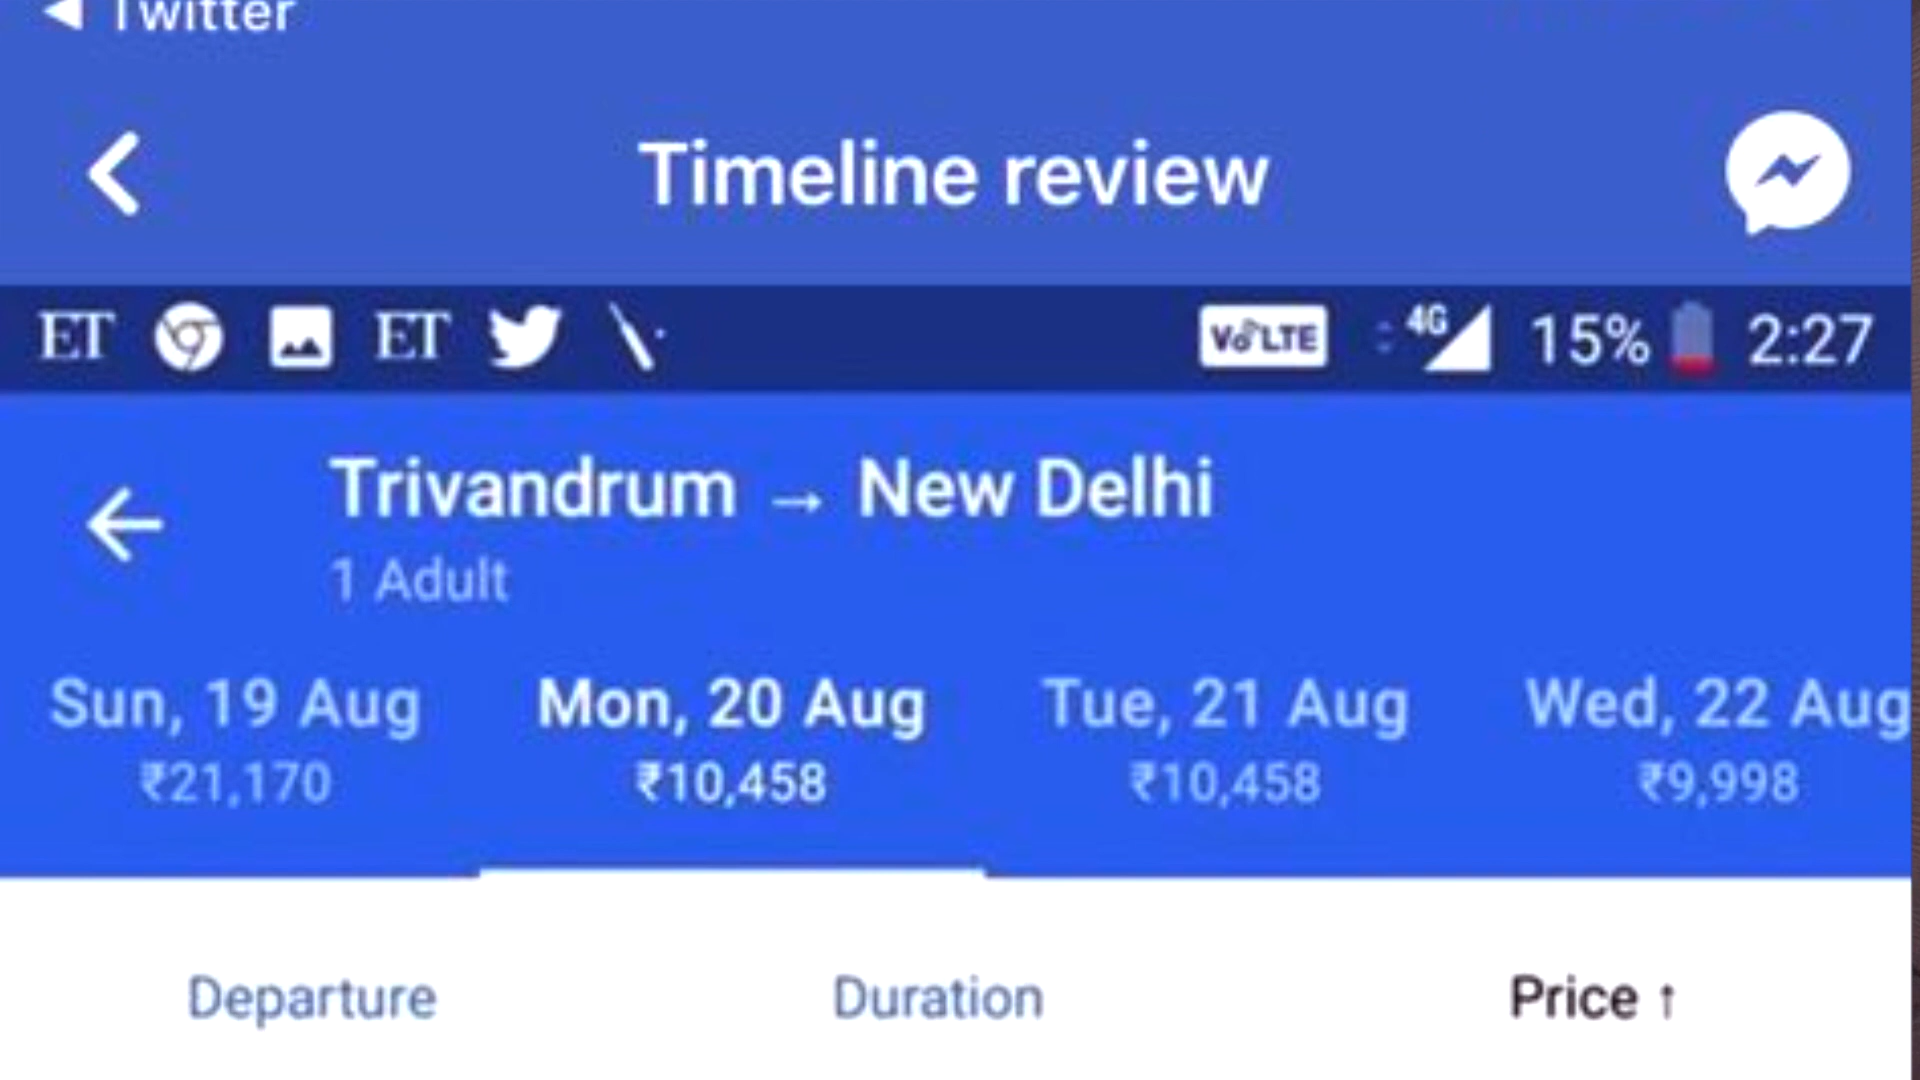 Twitter
Timeline review
ET ET VoLTE 4G 15% 2:27
Trivandrum → New Delhi
1 Adult
Sun, 19 Aug Mon, 20 Aug Tue, 21 Aug Wed, 22 Aug
₹21,170 ₹10,458 ₹10,458 ₹9,998
Departure Duration Price ↑